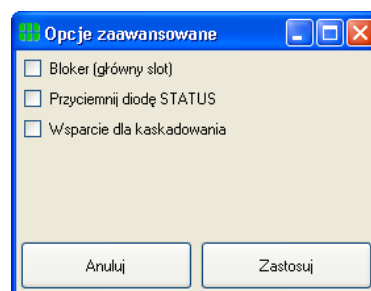 Opcje zaawansowane
Bloker (główny slot)
Przyciemnij diodę STATUS
Wsparcie dla kaskadowania
Anuluj
Zastosuj